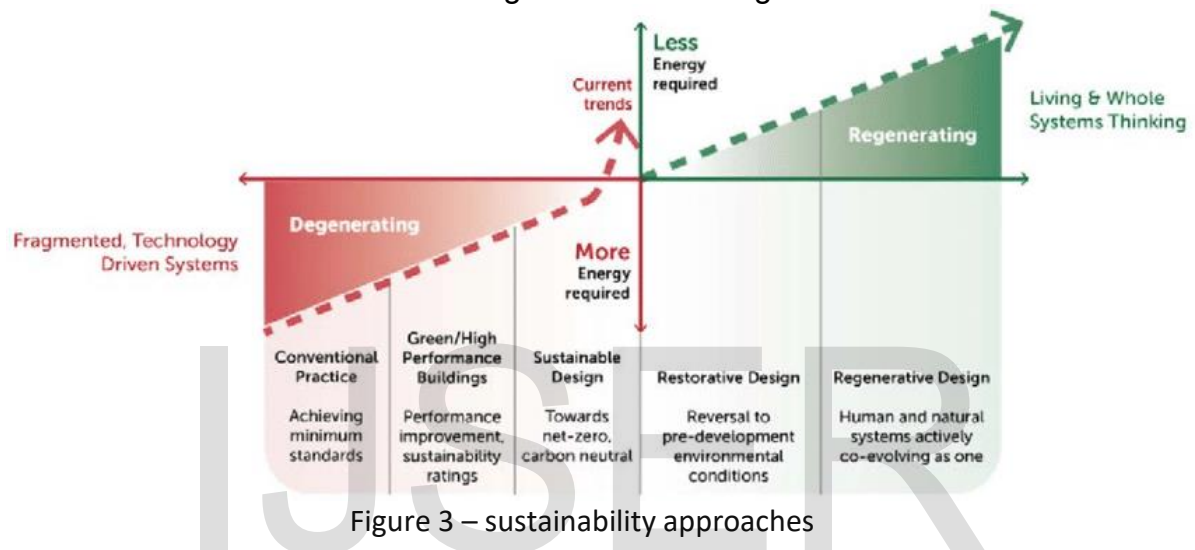 Less
Energy
required
Current
trends
Living & Whole
Systems Thinking
Regenerating
Degenerating
Fragmented, Technology
Driven Systems
More
Energy
required
Conventional
Practice
Achieving
minimum
standards
Green/High
Performance
Buildings
Performance
improvement,
sustainability
ratings
Sustainable
Design
Towards
net-zero,
carbon neutral
Restorative Design
Reversal to
pre-development
environmental
conditions
Regenerative Design
Human and natural
systems actively
co-evolving as one
IJSER
Figure 3 – sustainability approaches